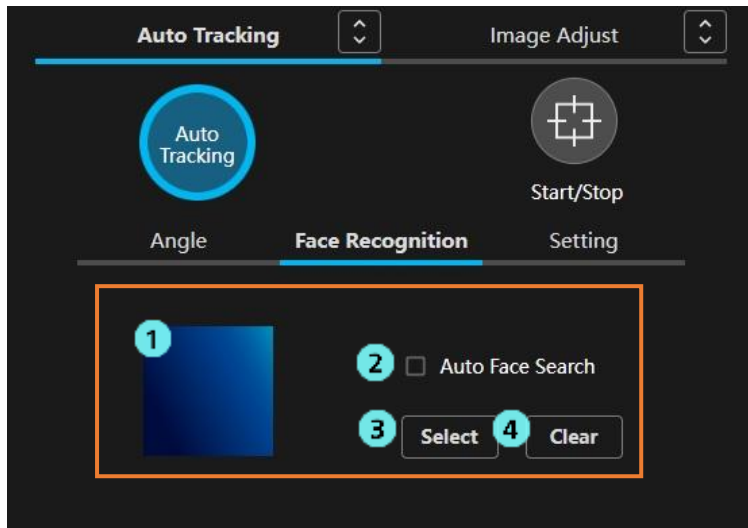 Auto Tracking
Image Adjust
Auto
Tracking
Start/Stop
Angle
Face Recognition
Setting
1
2
Auto Face Search
3
Select
4
Clear